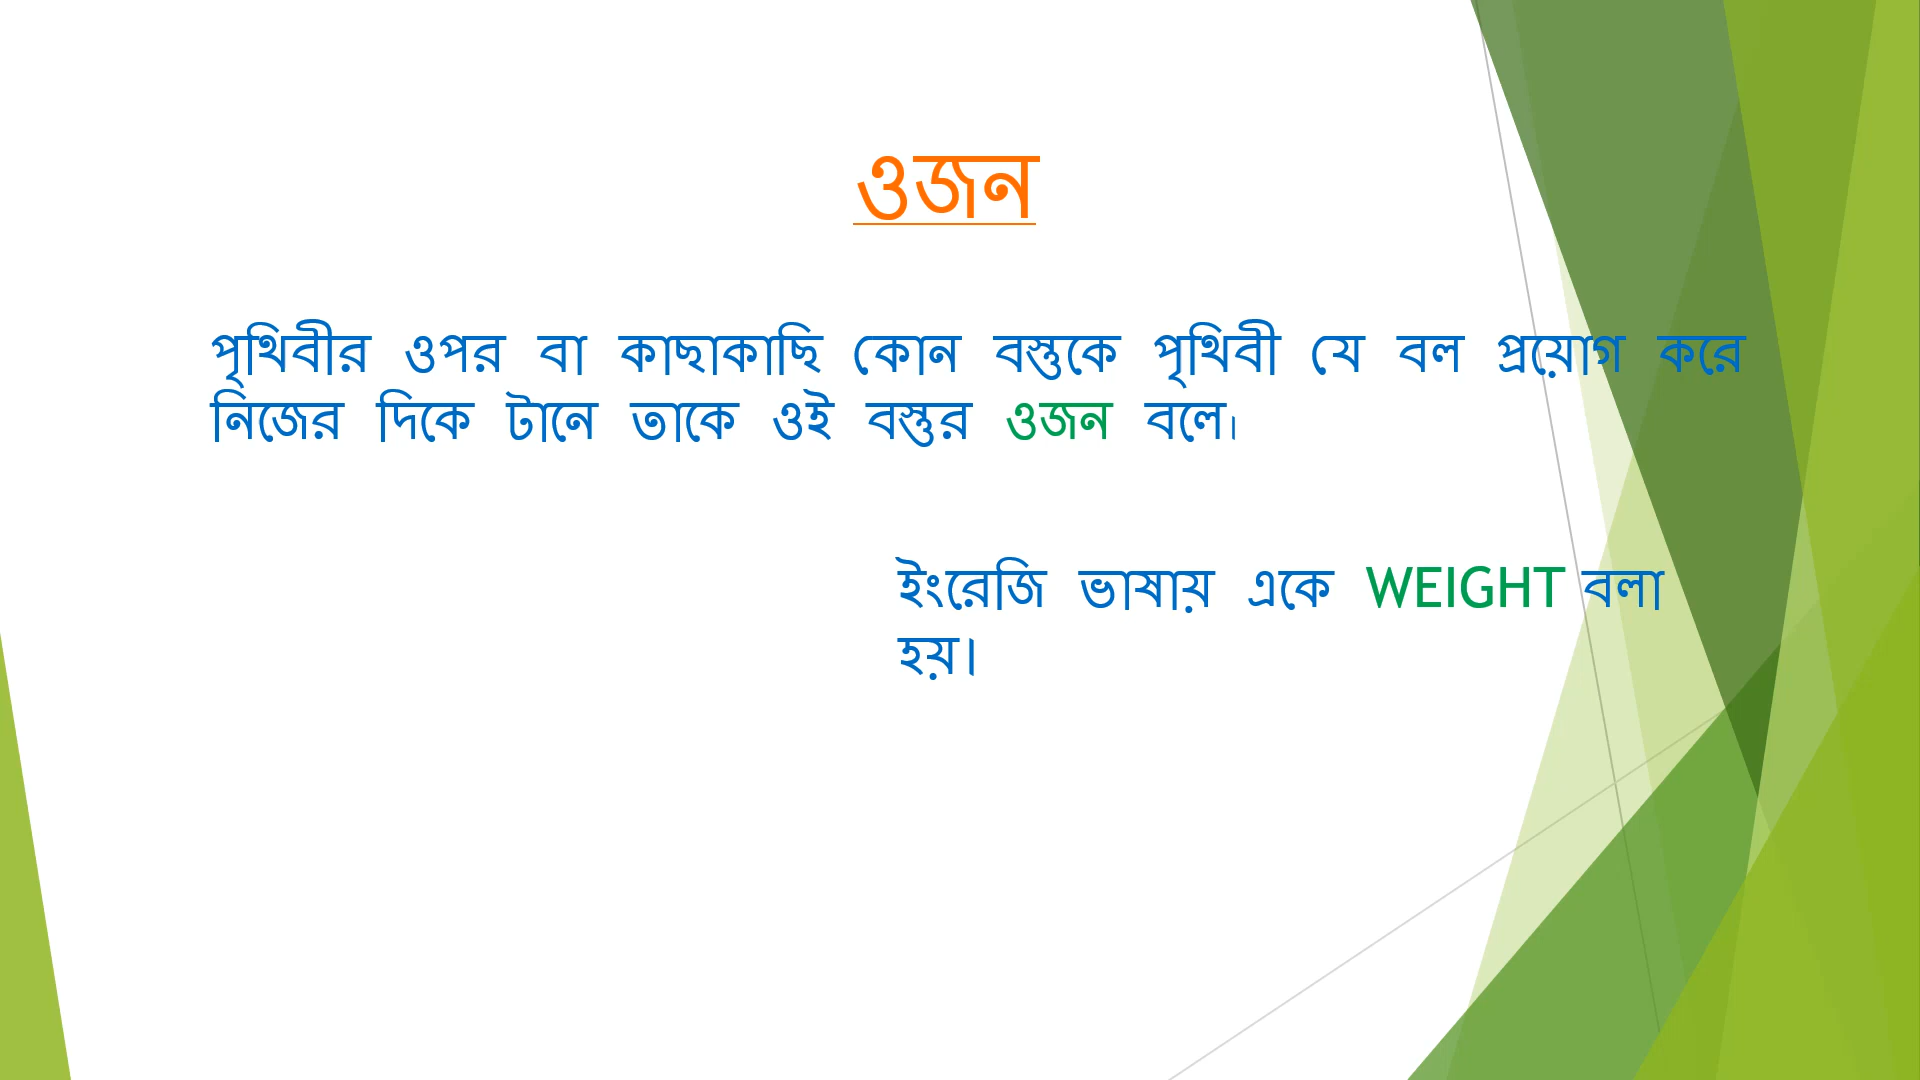 ওজন
পৃথিবীর ওপর বা কাছাকাছি কোন বস্তুকে পৃথিবী যে বল প্রয়োগ করে
নিজের দিকে টানে তাকে ওই বস্তুর ওজন বলে।
ইংরেজি ভাষায় একে WEIGHT বলা
হয়।